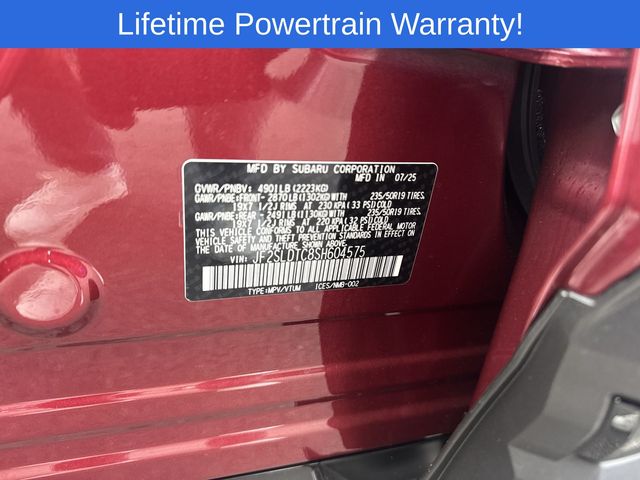 Lifetime Powertrain Warranty!
MFD BY SUBARU CORPORATION
MFD IN 07/25
GVWR/PNBV: 4901LB(2223KG)
GAWR/PNBE:FRONT- 2870LB(1302KG)WITH 235/50R19 TIRES,
19X7 1/2J RIMS AT 230 KPA(33 PSI)COLD
GAWR/PNBE:REAR - 2491LB(1130KG)WITH 235/50R19 TIRES,
19X7 1/2J RIMS AT 220 KPA(32 PSI)COLD
THIS VEHICLE CONFORMS TO ALL APPLICABLE FEDERAL MOTOR
VEHICLE SAFETY AND THEFT PREVENTION STANDARDS IN EFFECT ON
THE DATE OF MANUFACTURE SHOWN ABOVE.
VIN: JF2SLDTC8SH604575
TYPE:MPV/VTUM ICES/NMB-002